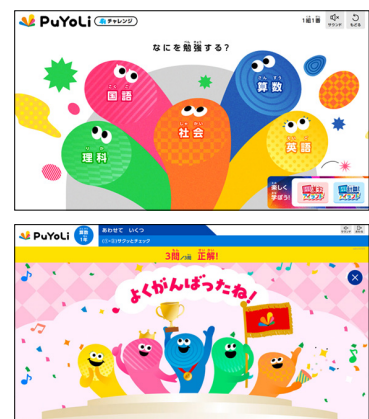 PuYoLi チャレンジ
1組1番
サウンド もどる
なにを勉強する?
国語
算数
社会
理科
英語
楽しく学ぼう!
PuYoLi 算数 1年
あわせて いくつ
3問/3問 正解!
よくがんばったね!